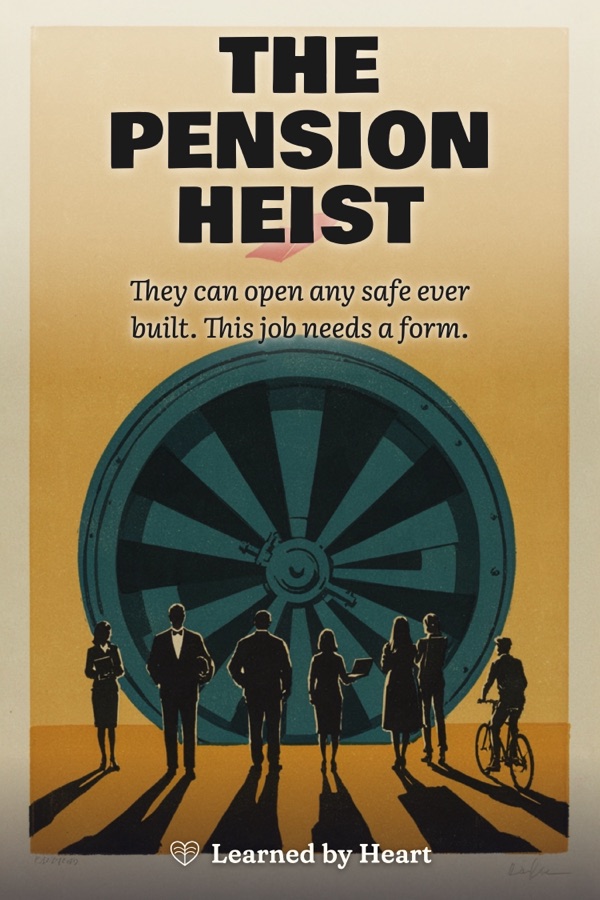 THE
PENSION
HEIST
They can open any safe ever
built. This job needs a form.
Learned by Heart